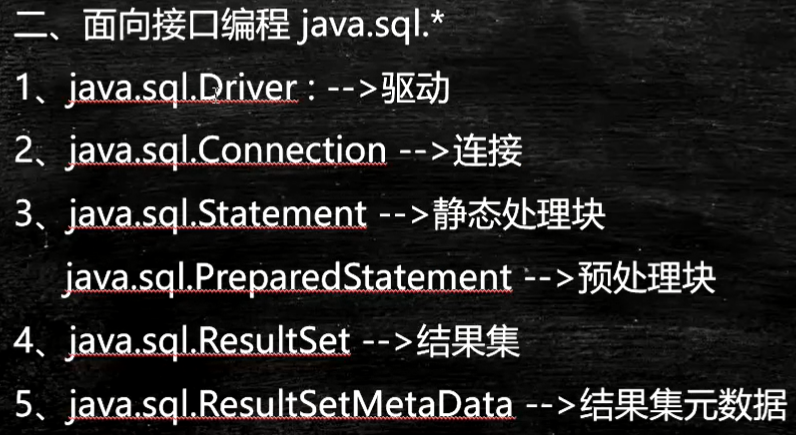 二、面向接口编程 java.sql.*
1、java.sql.Driver : -->驱动
2、java.sql.Connection -->连接
3、java.sql.Statement -->静态处理块
java.sql.PreparedStatement -->预处理块
4、java.sql.ResultSet -->结果集
5、java.sql.ResultSetMetaData -->结果集元数据